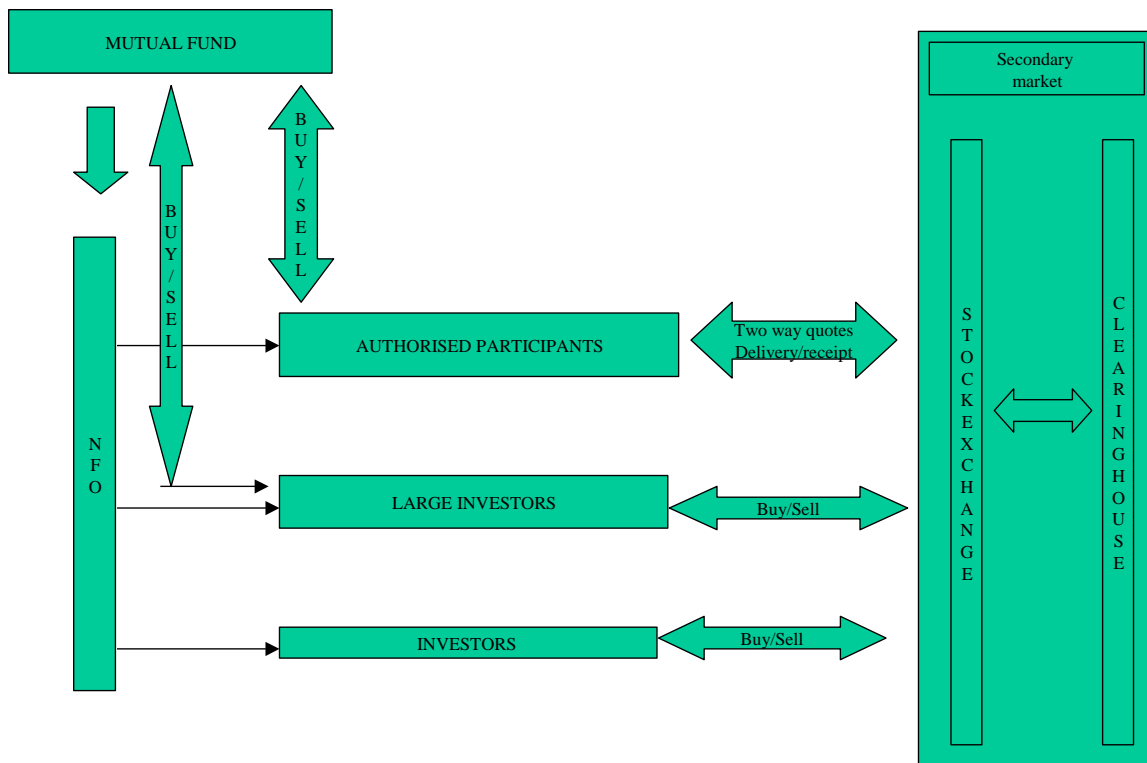 MUTUAL FUND
Secondary
market
BUY/SELL
BUY/SELL
NFO
AUTHORISED PARTICIPANTS
Two way quotes
Delivery/receipt
LARGE INVESTORS
Buy/Sell
INVESTORS
Buy/Sell
STOCKEXCHANGE
CLEARINGHOUSE